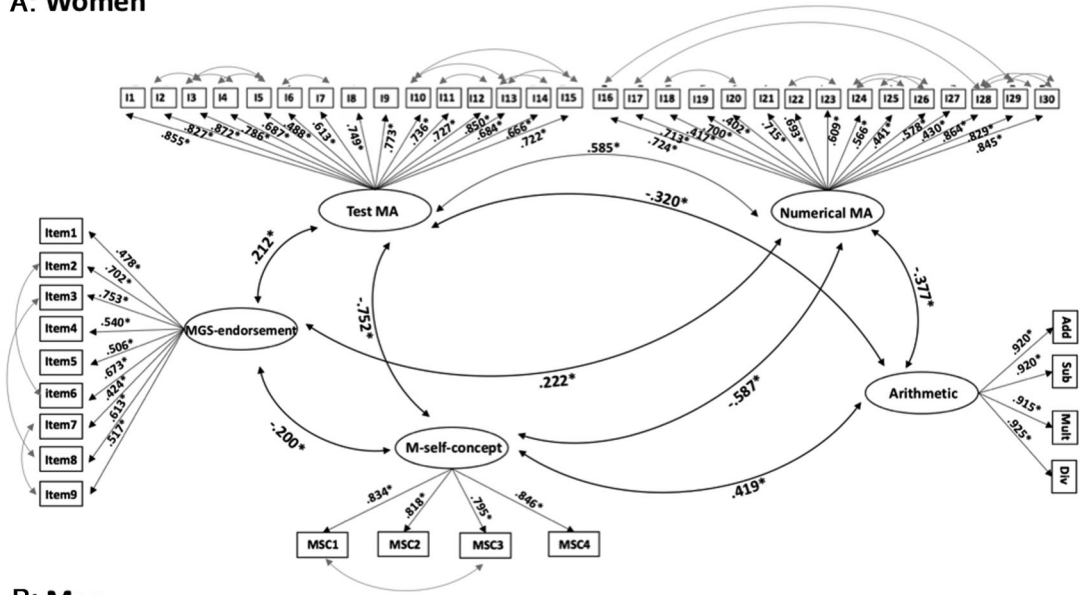 A: Women
I1 I2 I3 I4 I5 I6 I7 I8 I9 I10 I11 I12 I13 I14 I15 I16 I17 I18 I19 I20 I21 I22 I23 I24 I25 I26 I27 I28 I29 I30
.855* .827* .872* .786* .687* .488* .613* .749* .773* .736* .727* .850* .684* .666* .722*
.724* .713* .417* .700* .402* .715* .693* .609* .566* .441* .578* .430* .864* .829* .845*
.585*
-.320*
Test MA
Numerical MA
Item1
Item2
Item3
Item4
Item5
Item6
Item7
Item8
Item9
.478*
.702*
.753*
.540*
.506*
.673*
.424*
.613*
.517*
MGS-endorsement
.212*
-.752*
.222*
-.587*
-.377*
-.200*
.419*
Arithmetic
.920*
.920*
.915*
.925*
Add
Sub
Mult
Div
M-self-concept
.834* .818* .795* .846*
MSC1 MSC2 MSC3 MSC4